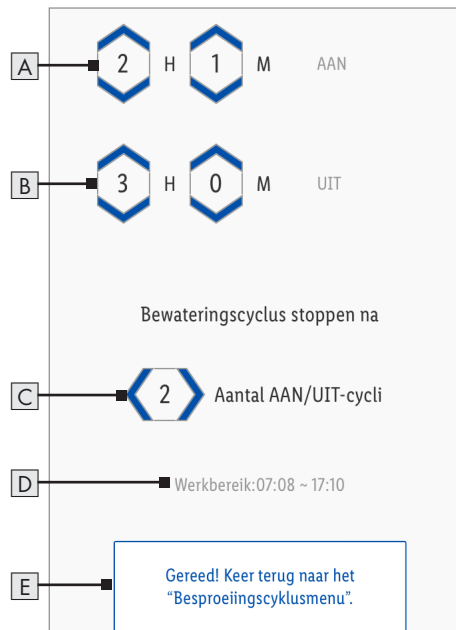 A 2 H 1 M AAN
B 3 H 0 M UIT
Bewateringscyclus stoppen na
C 2 Aantal AAN/UIT-cycli
D Werkbereik:07:08 ~ 17:10
E Gereed! Keer terug naar het
“Besproeiingscyklusmenu”.